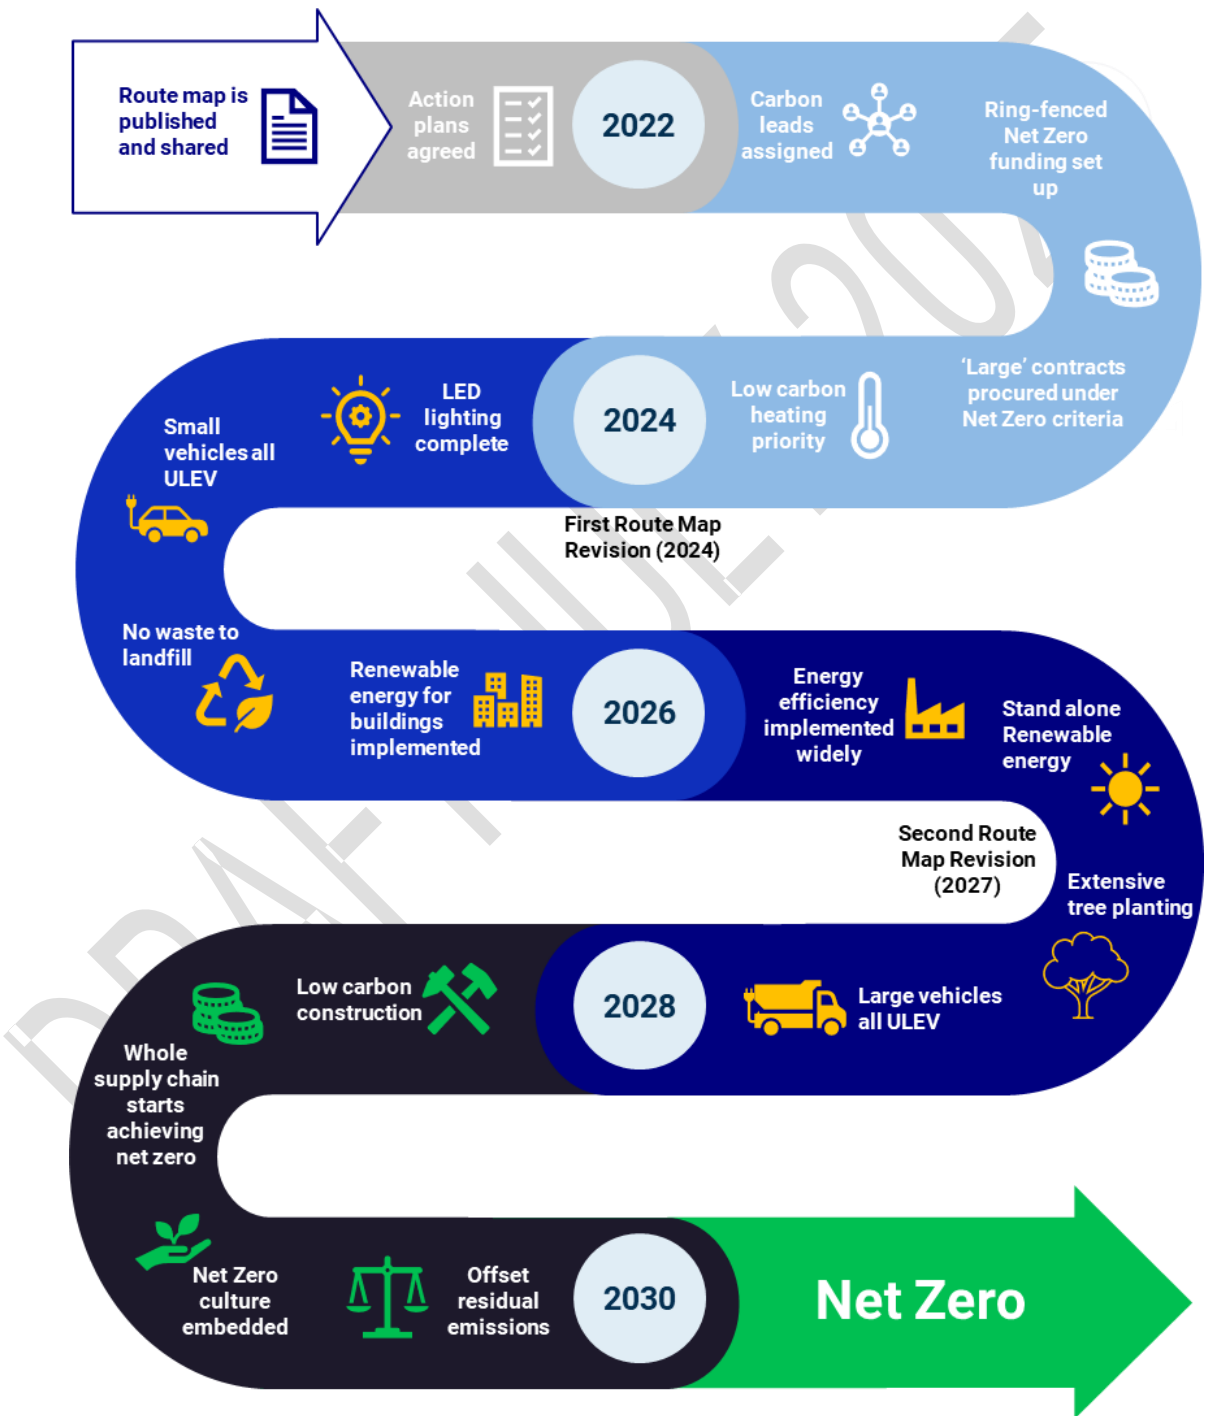 Route map is
published
and shared
Action
plans
agreed
2022
Carbon
leads
assigned
Ring-fenced
Net Zero
funding set
up
'Large' contracts
procured under
Net Zero criteria
Low carbon
heating
priority
2024
First Route Map
Revision (2024)
LED
lighting
complete
Small
vehicles all
ULEV
No waste to
landfill
Renewable
energy for
buildings
implemented
2026
Energy
efficiency
implemented
widely
Stand alone
Renewable
energy
Second Route
Map Revision
(2027)
Extensive
tree planting
Large vehicles
all ULEV
2028
Low carbon
construction
Whole
supply chain
starts
achieving
net zero
Net Zero
culture
embedded
Offset
residual
emissions
2030
Net Zero